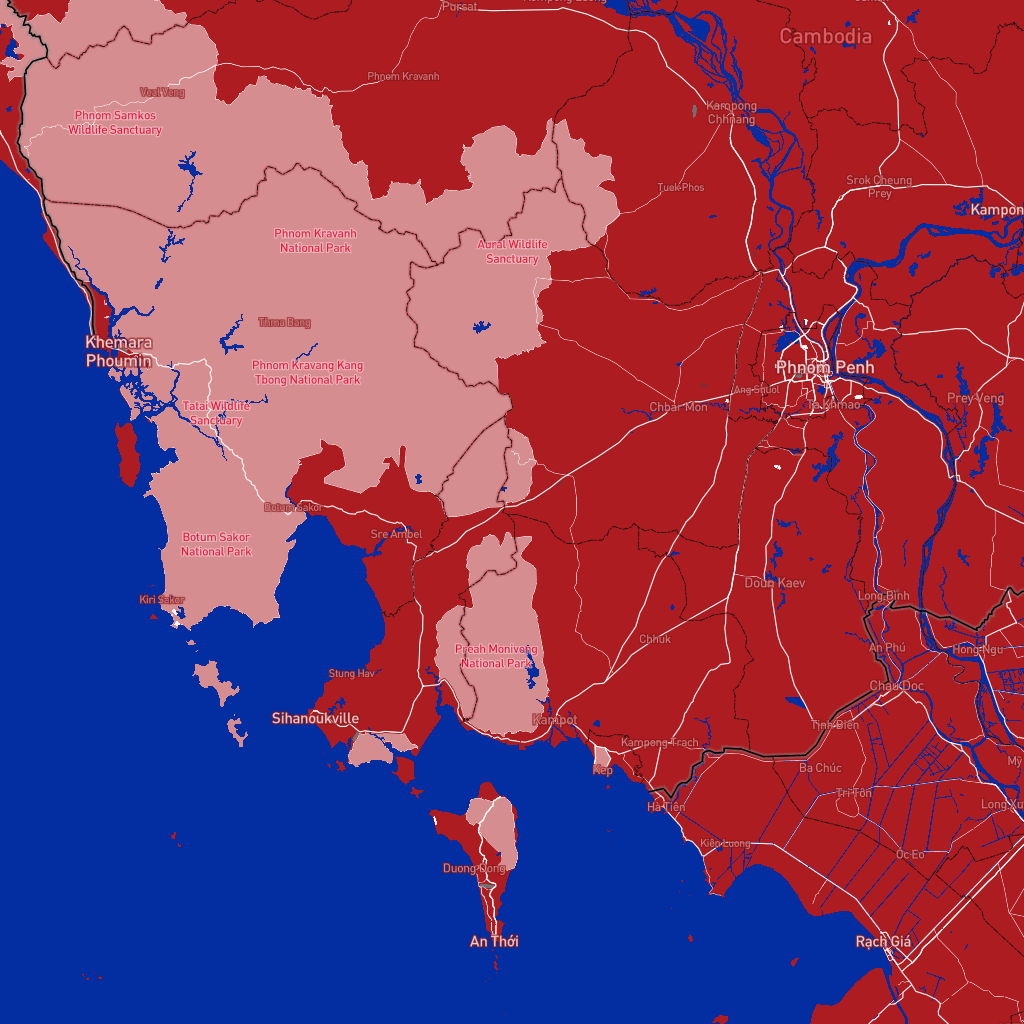 Pursat
Kampong Luong
Cambodia
Phnom Kravanh
Veal Veng
Kampong
Chhnang
Phnom Samkos
Wildlife Sanctuary
Tuek Phos
Srok Cheung
Prey
Kampon
Phnom Kravanh
National Park
Aural Wildlife
Sanctuary
Thma Bang
Khemara
Phoumin
Phnom Kravang Kang
Tbong National Park
Phnom Penh
Ang Snuol
Ta Khmao
Prey Veng
Chbar Mon
Tatai Wildlife
Sanctuary
Botum Sakor
Sre Ambel
Botum Sakor
National Park
Doun Kaev
Kiri Sakor
Long Bình
Chhuk
An Phú
Hong Ngu
Preah Monivong
National Park
Stung Hav
Châu Doc
Sihanoukville
Kampot
Tinh Biên
Kampong Trach
Ba Chúc
Mỹ
Kep
Tri Tôn
Hà Tiên
Long Xu
Kiên Luong
Óc Eo
Duong Dong
An Thới
Rạch Giá